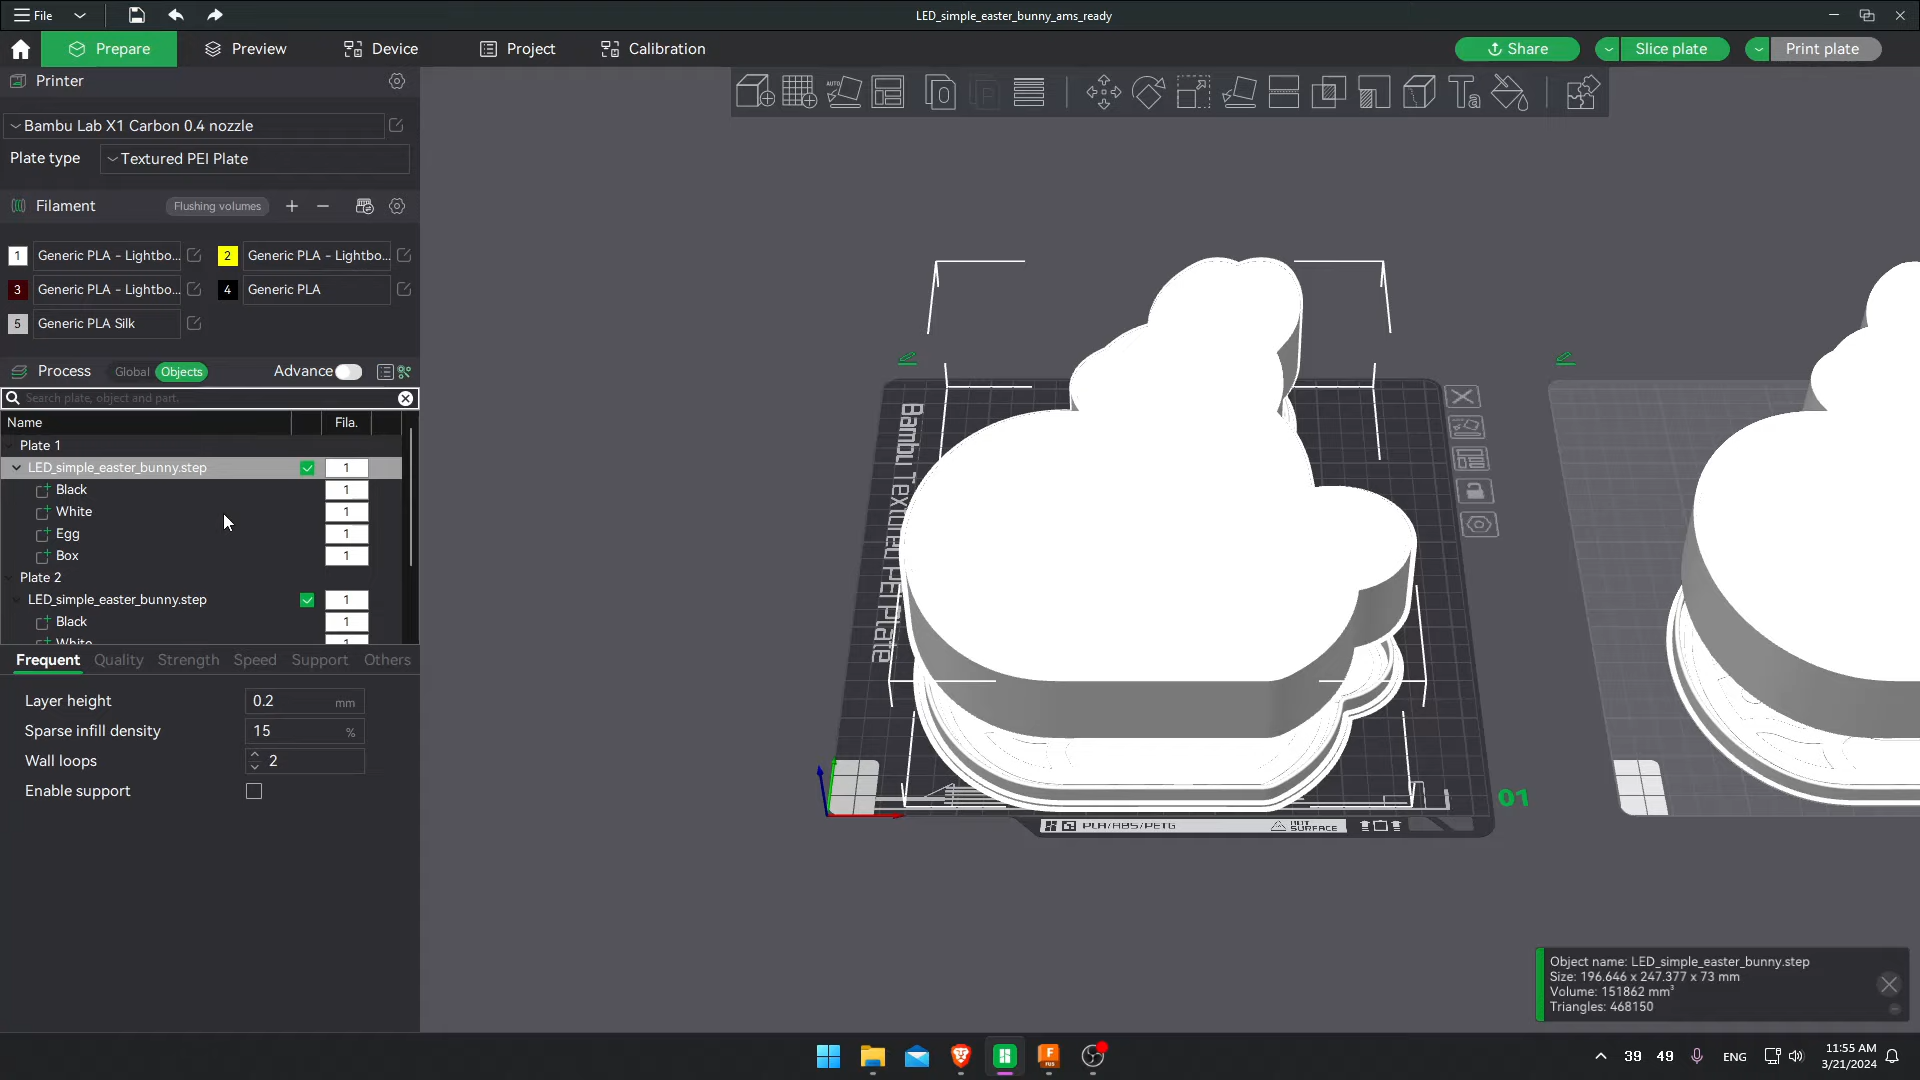 File
LED_simple_easter_bunny_ams_ready
Prepare
Preview
Device
Project
Calibration
Share
Slice plate
Print plate
Printer
Bambu Lab X1 Carbon 0.4 nozzle
Plate type
Textured PEI Plate
Filament
Flushing volumes
1 Generic PLA - Lightbo...
2 Generic PLA - Lightbo...
3 Generic PLA - Lightbo...
4 Generic PLA
5 Generic PLA Silk
Process
Global
Objects
Advance
Search plate, object and part.
Name
Fila.
Plate 1
LED_simple_easter_bunny.step 1
Black 1
White 1
Egg 1
Box 1
Plate 2
LED_simple_easter_bunny.step 1
Black 1
White 1
Frequent
Quality
Strength
Speed
Support
Others
Layer height 0.2 mm
Sparse infill density 15 %
Wall loops 2
Enable support
AUTO
Bambu Textured PEI Plate
PLA/ABS/PETG
HOT SURFACE
01
Object name: LED_simple_easter_bunny.step
Size: 196.646 x 247.377 x 73 mm
Volume: 151862 mm³
Triangles: 468150
39 49 ENG
11:55 AM
3/21/2024